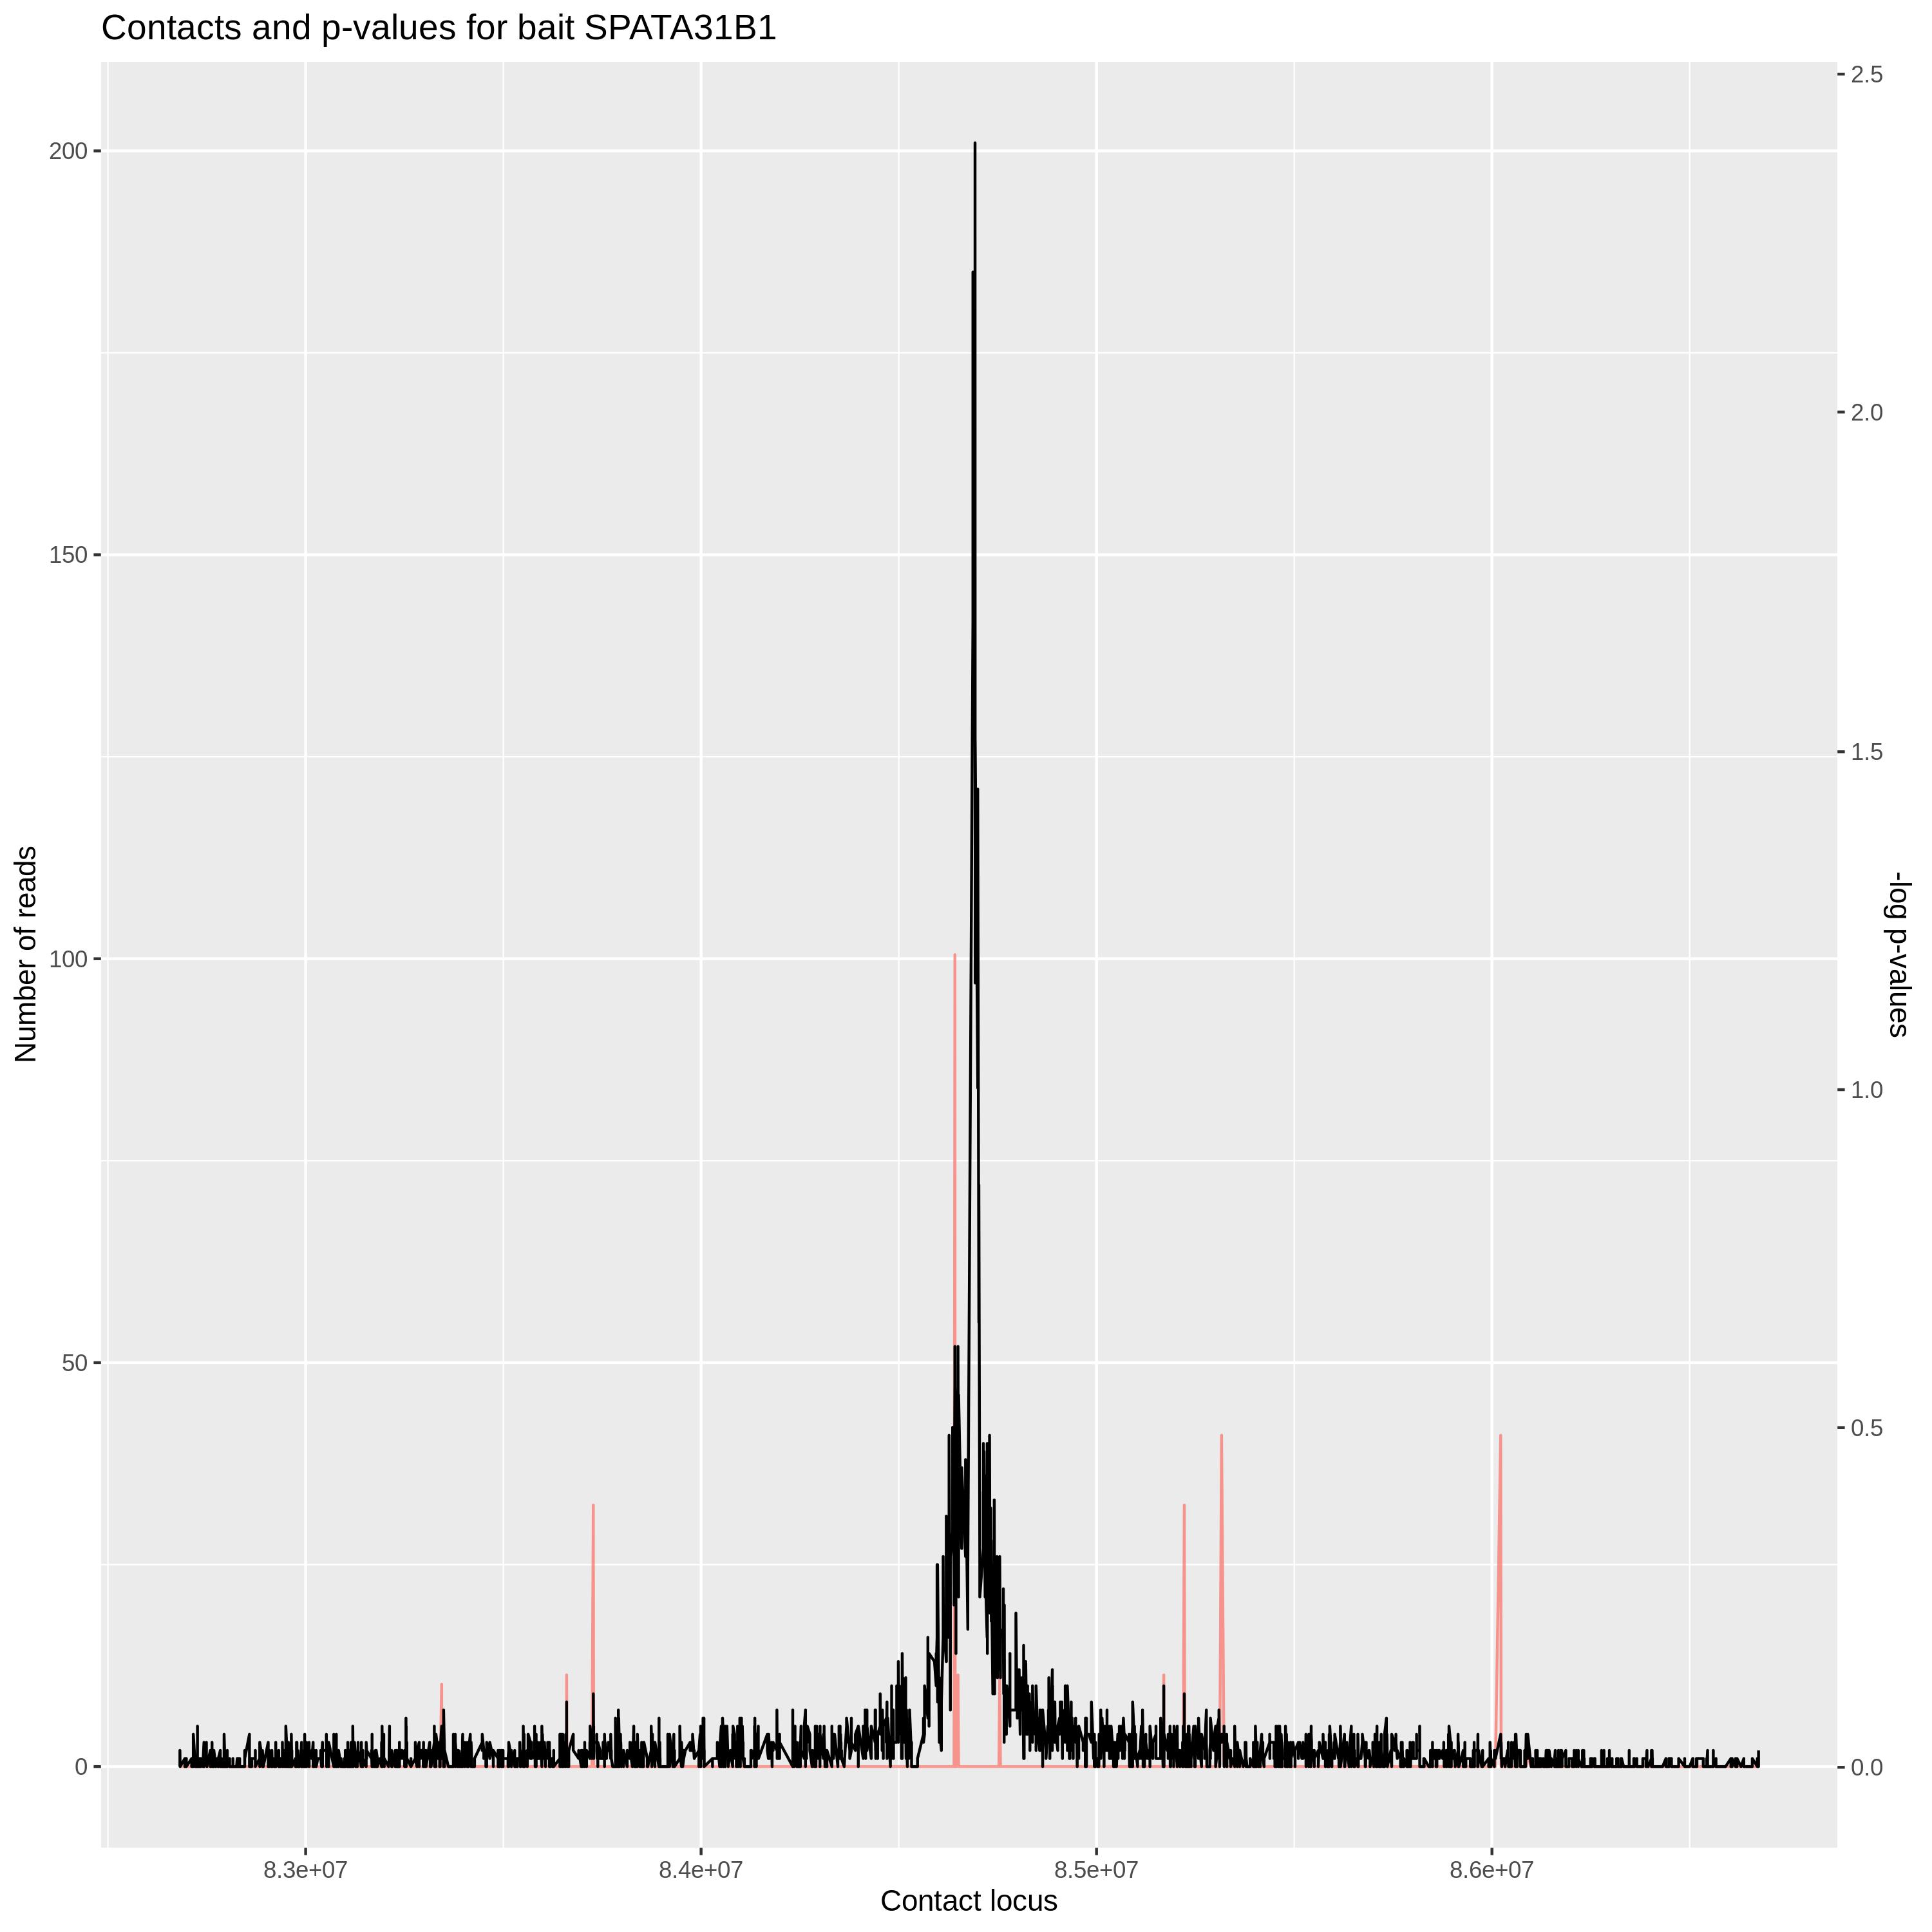 Contacts and p-values for bait SPATA31B1
200
150
100
50
0
Number of reads
2.5
2.0
1.5
1.0
0.5
0.0
-log p-values
8.3e+07
8.4e+07
8.5e+07
8.6e+07
Contact locus